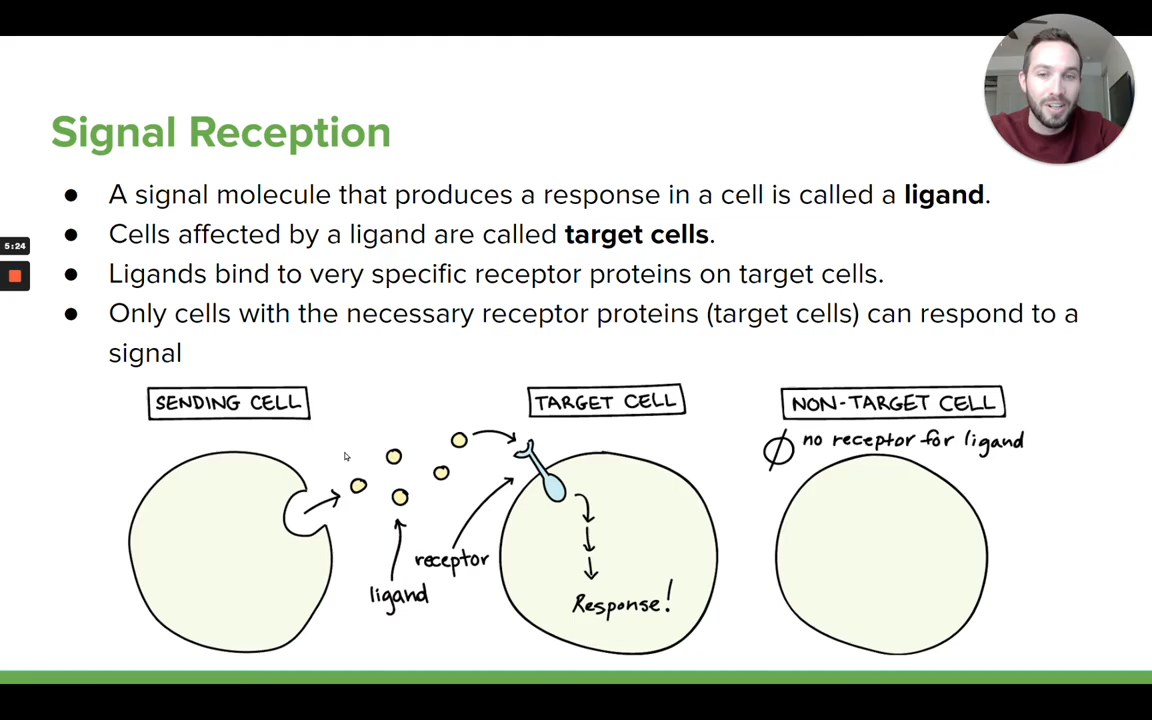 Signal Reception
● A signal molecule that produces a response in a cell is called a ligand.
● Cells affected by a ligand are called target cells.
5:24
● Ligands bind to very specific receptor proteins on target cells.
● Only cells with the necessary receptor proteins (target cells) can respond to a
signal
SENDING CELL
TARGET CELL
NON-TARGET CELL
Ø no receptor for ligand
receptor
ligand
Response!